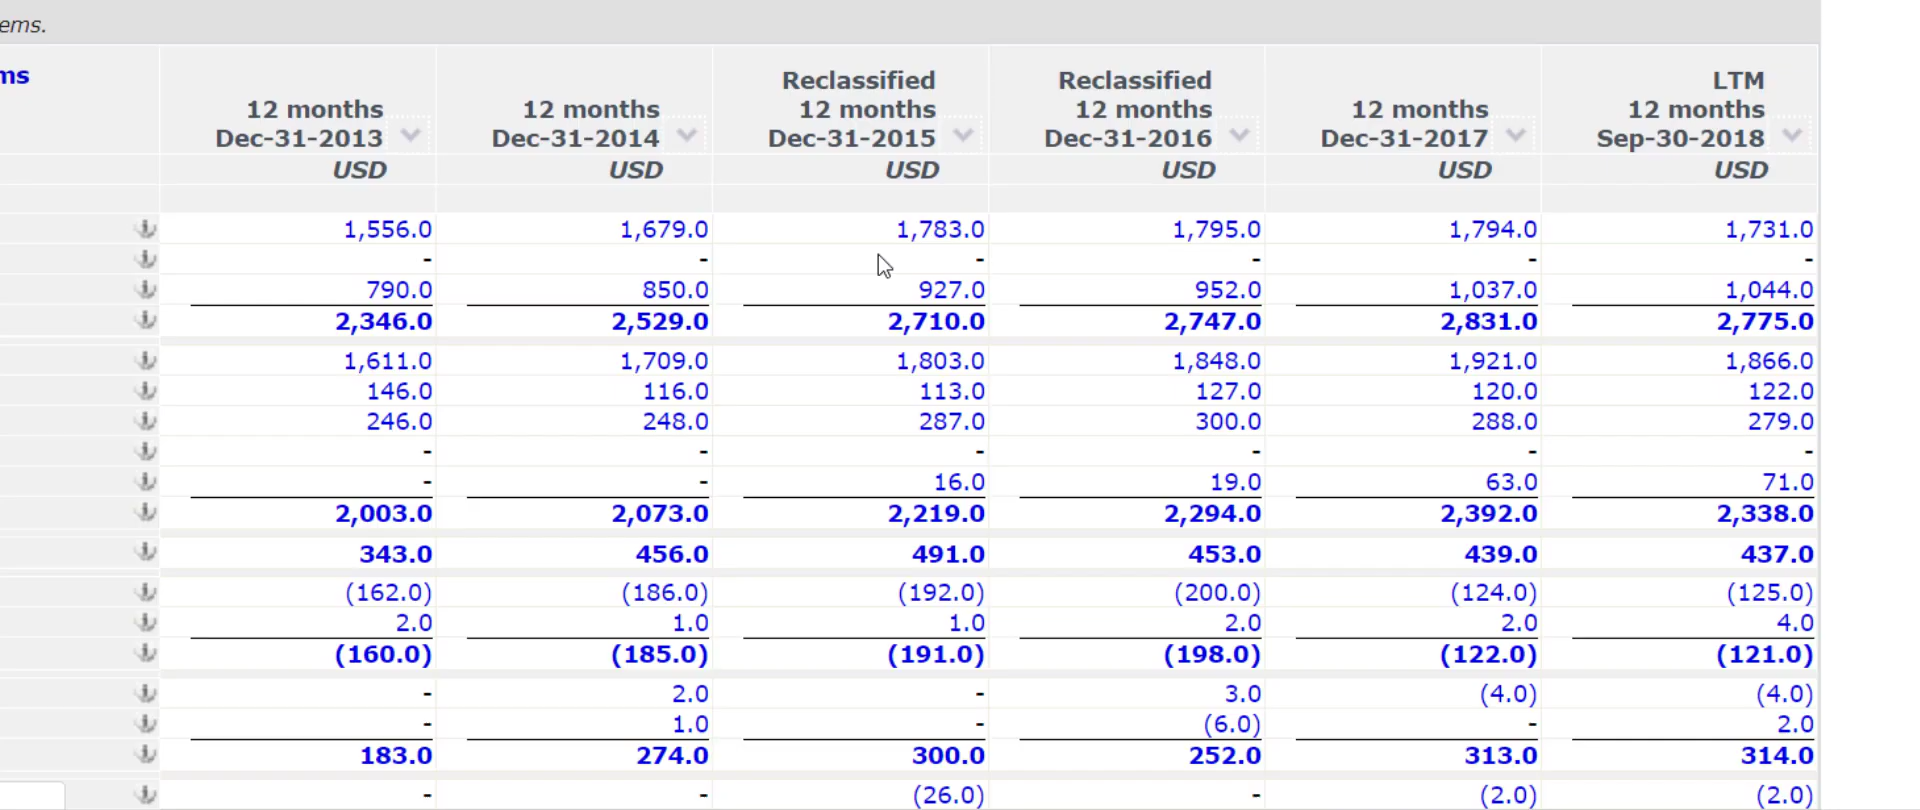 ems.
ms
12 months Dec-31-2013 12 months Dec-31-2014 Reclassified 12 months Dec-31-2015 Reclassified 12 months Dec-31-2016 12 months Dec-31-2017 LTM 12 months Sep-30-2018
USD USD USD USD USD USD
1,556.0 1,679.0 1,783.0 1,795.0 1,794.0 1,731.0
- - - - - -
790.0 850.0 927.0 952.0 1,037.0 1,044.0
2,346.0 2,529.0 2,710.0 2,747.0 2,831.0 2,775.0
1,611.0 1,709.0 1,803.0 1,848.0 1,921.0 1,866.0
146.0 116.0 113.0 127.0 120.0 122.0
246.0 248.0 287.0 300.0 288.0 279.0
- - - - - -
- - 16.0 19.0 63.0 71.0
2,003.0 2,073.0 2,219.0 2,294.0 2,392.0 2,338.0
343.0 456.0 491.0 453.0 439.0 437.0
(162.0) (186.0) (192.0) (200.0) (124.0) (125.0)
2.0 1.0 1.0 2.0 2.0 4.0
(160.0) (185.0) (191.0) (198.0) (122.0) (121.0)
- 2.0 - 3.0 (4.0) (4.0)
- 1.0 - (6.0) - 2.0
183.0 274.0 300.0 252.0 313.0 314.0
- - (26.0) - (2.0) (2.0)